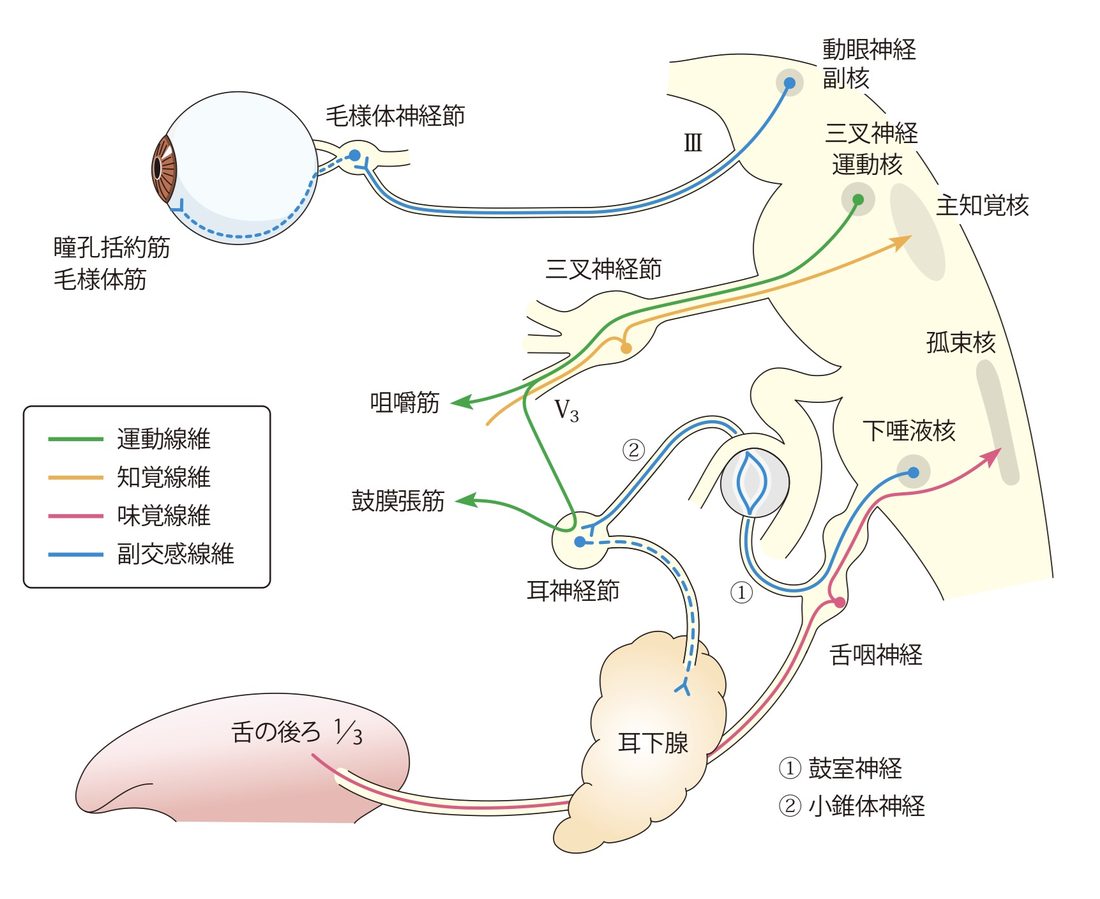 動眼神経
副核
毛様体神経節
Ⅲ
三叉神経
運動核
主知覚核
瞳孔括約筋
毛様体筋
三叉神経節
孤束核
咀嚼筋
V₃
下唾液核
運動線維
知覚線維
味覚線維
副交感線維
②
鼓膜張筋
耳神経節
①
舌咽神経
舌の後ろ 1/3
耳下腺
① 鼓室神経
② 小錐体神経